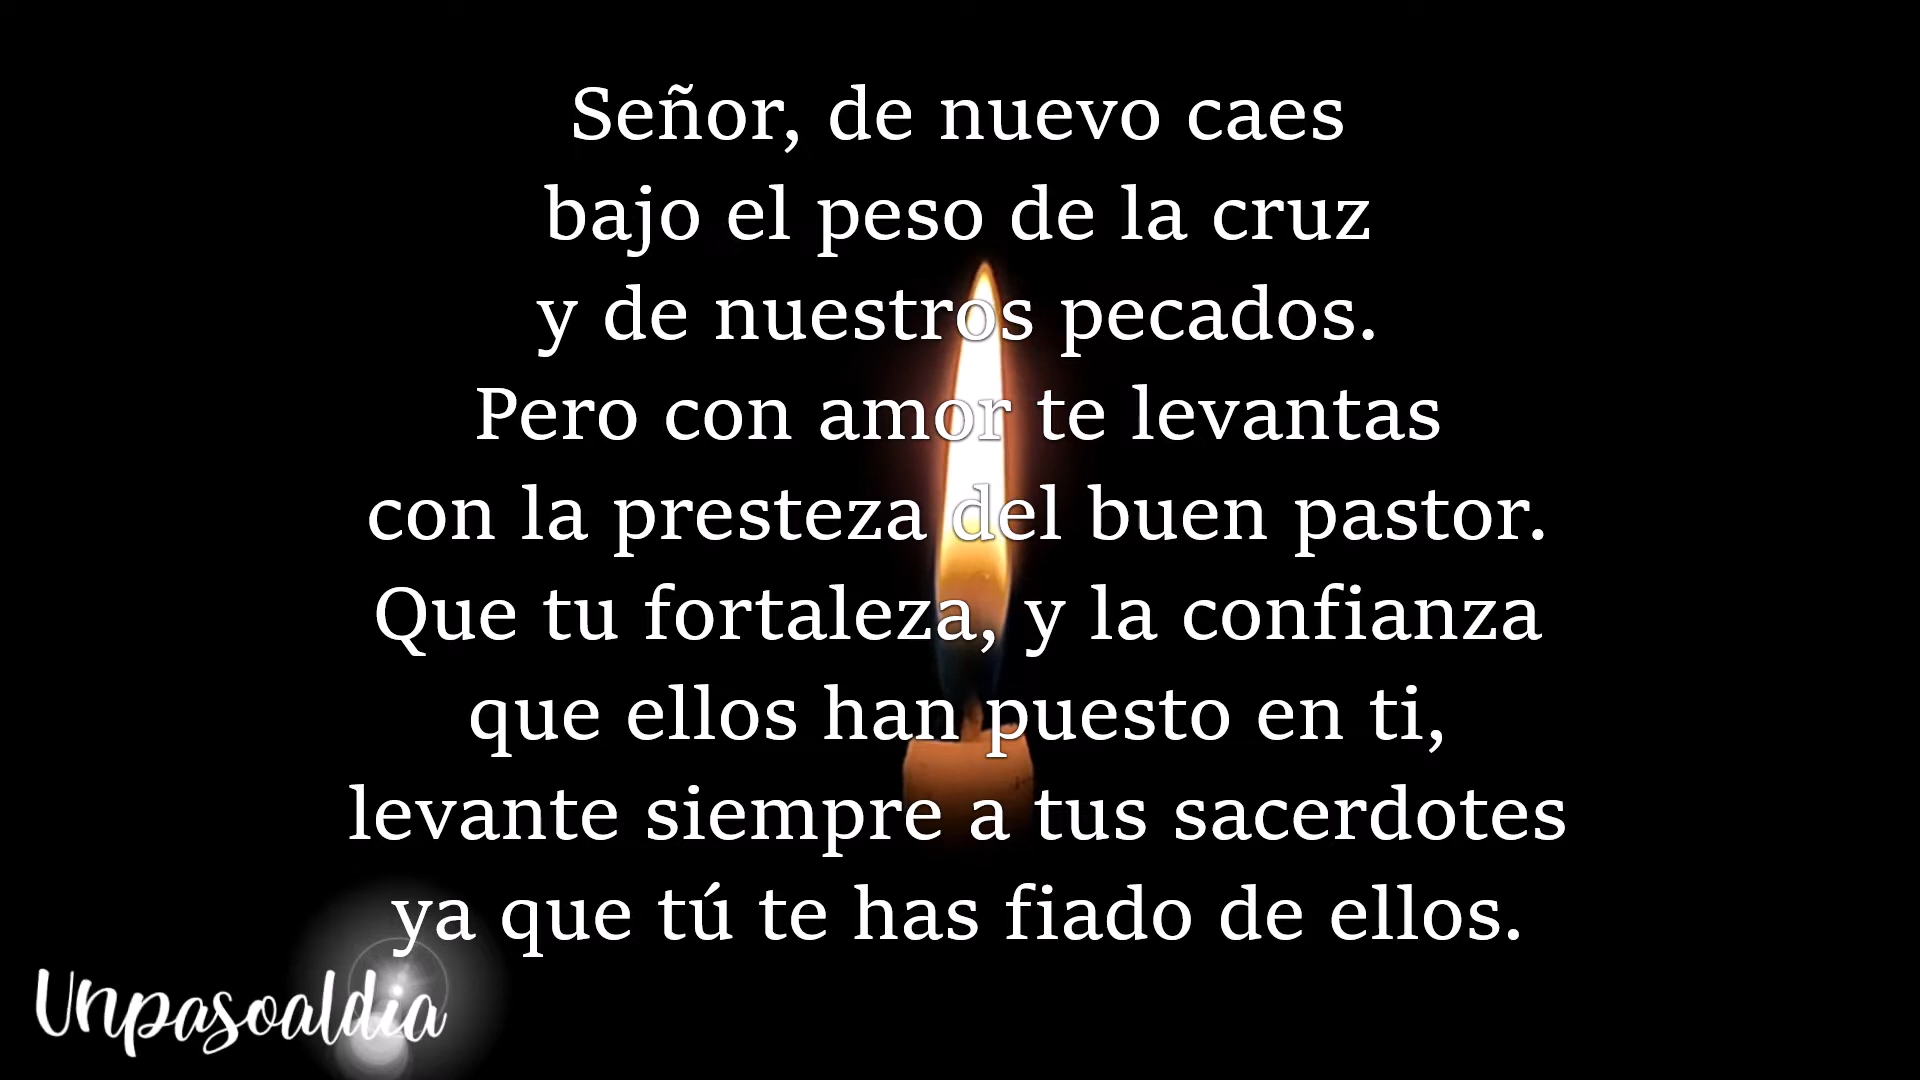 Señor, de nuevo caes
bajo el peso de la cruz
y de nuestros pecados.
Pero con amor te levantas
con la presteza del buen pastor.
Que tu fortaleza, y la confianza
que ellos han puesto en ti,
levante siempre a tus sacerdotes
ya que tú te has fiado de ellos.
Unpasoaldia